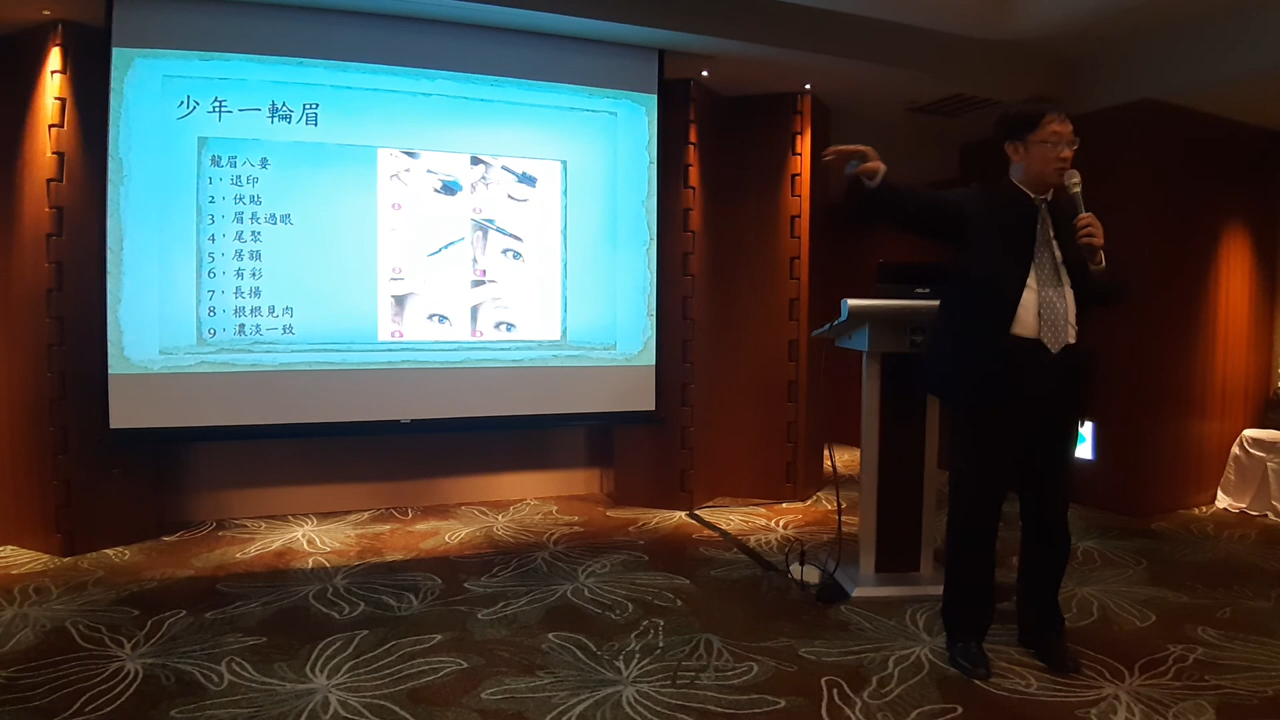 少年一輪眉
龍眉八要
1，退印
2，伏貼
3，眉長過眼
4，尾聚
5，居額
6，有彩
7，長揚
8，根根見肉
9，濃淡一致
ASUS